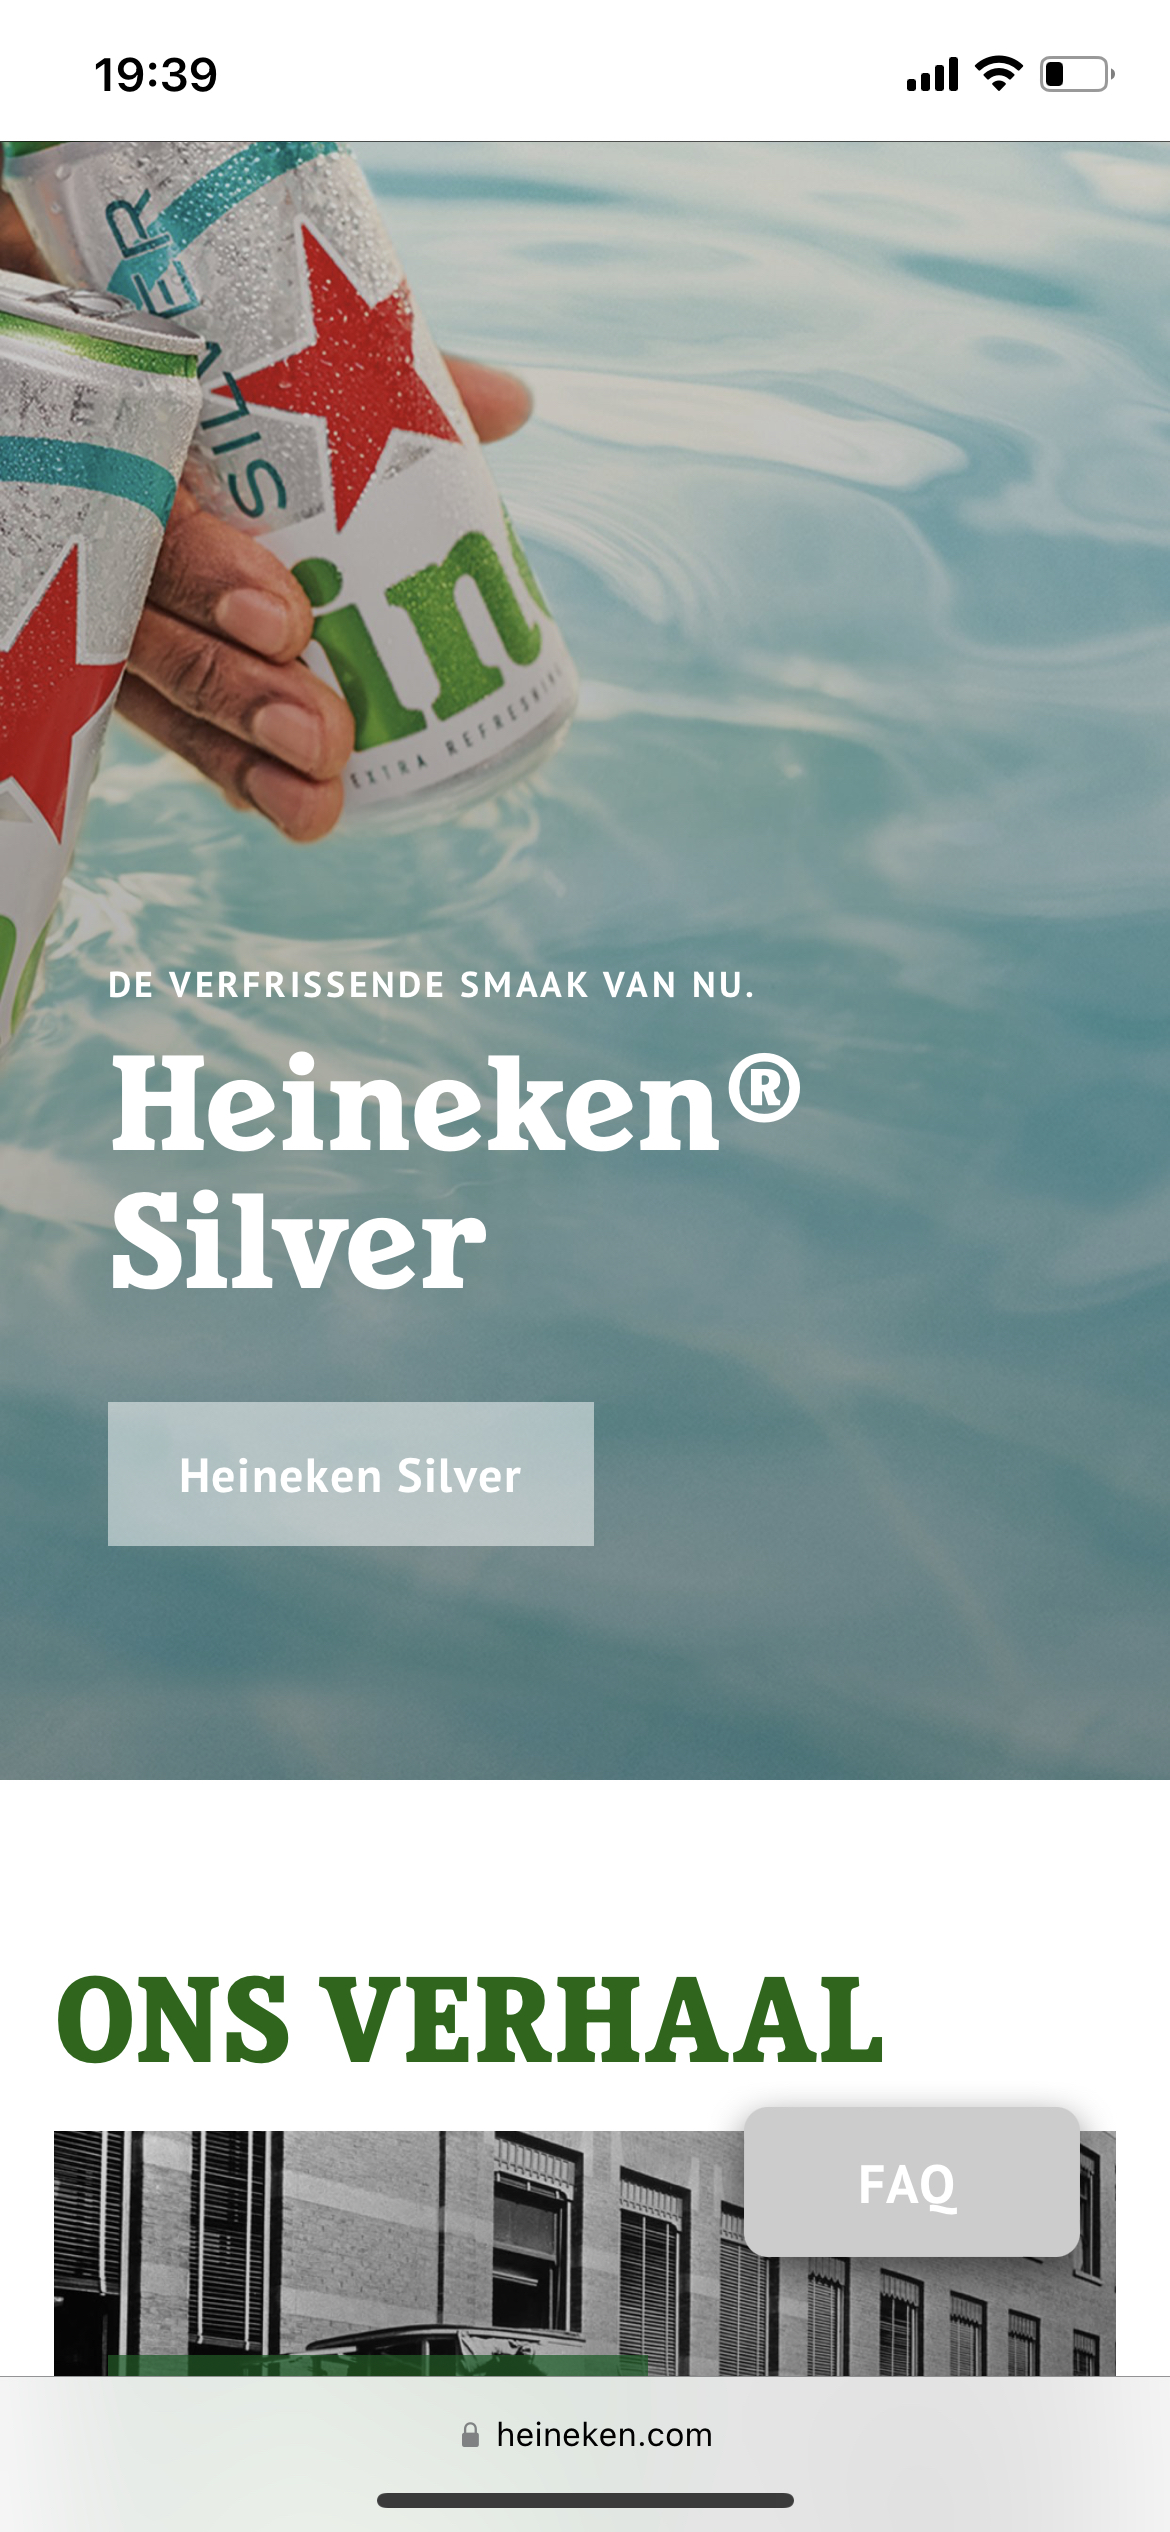 19:39
SILVER
in
EXTRA REFRESHING
DE VERFRISSENDE SMAAK VAN NU.
Heineken®
Silver
Heineken Silver
ONS VERHAAL
FAQ
heineken.com